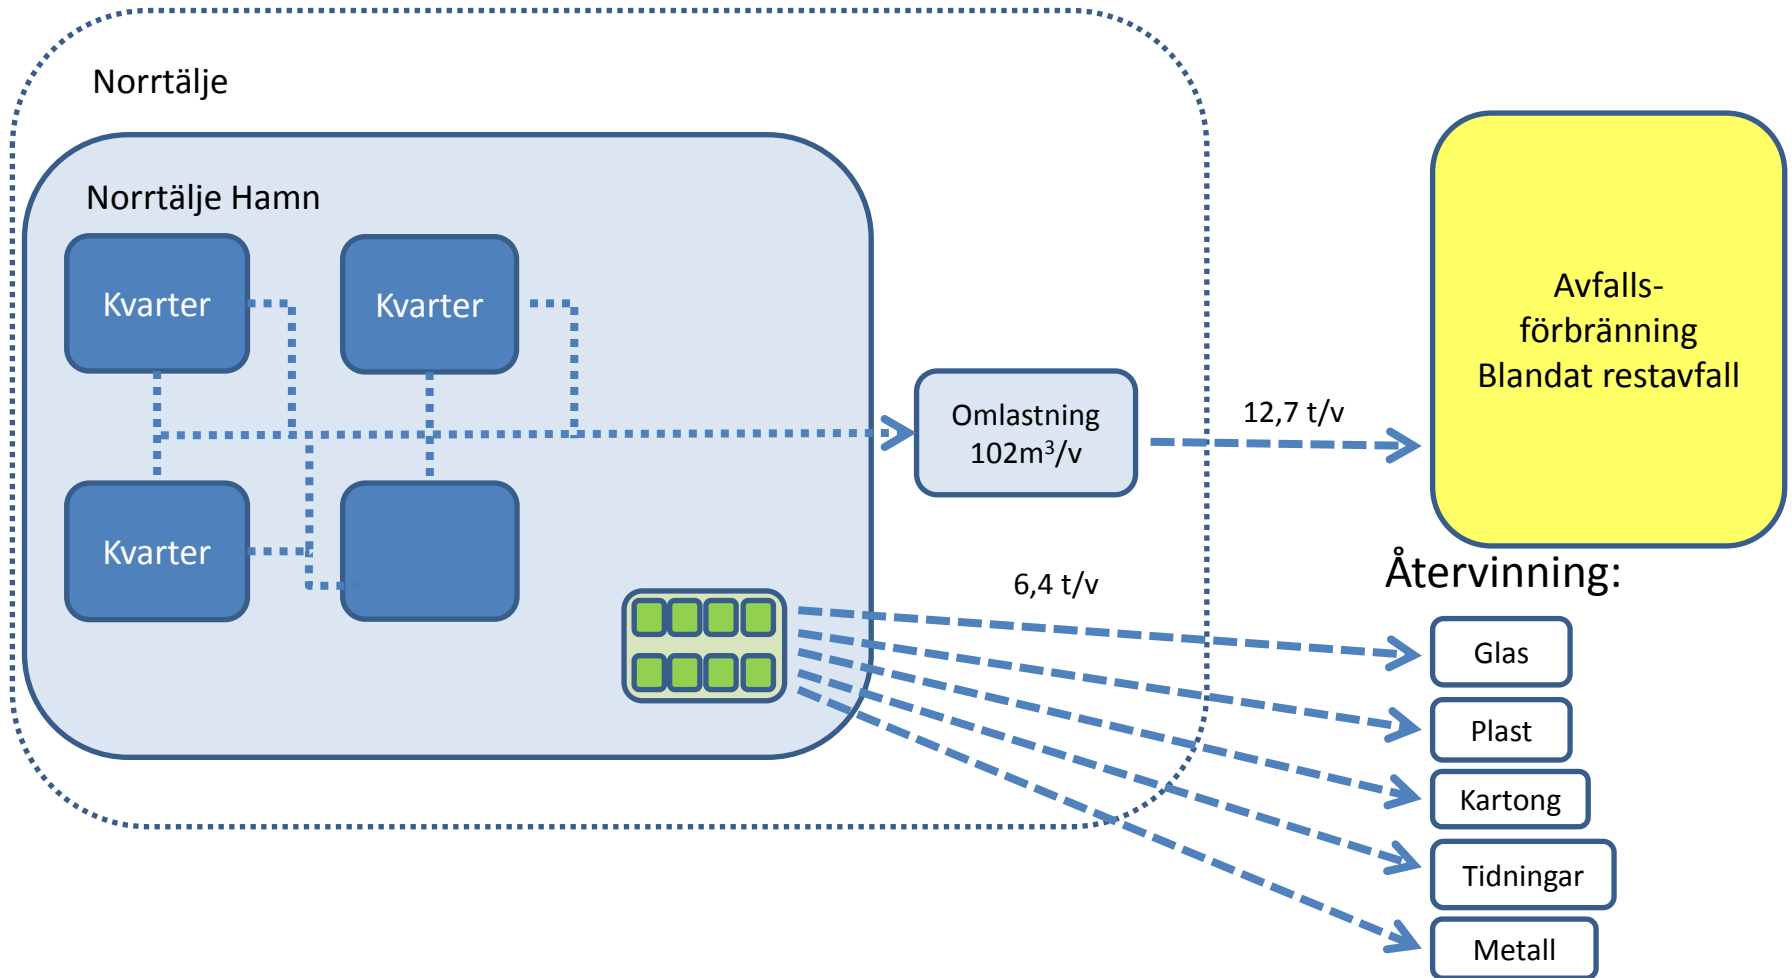 Norrtälje
Norrtälje Hamn
Kvarter
Kvarter
Kvarter
Omlastning
102m³/v
12,7 t/v
Avfalls-
förbränning
Blandat restavfall
6,4 t/v
Återvinning:
Glas
Plast
Kartong
Tidningar
Metall